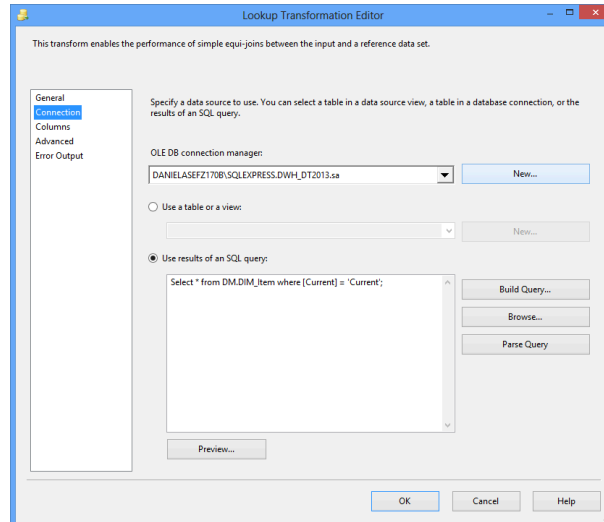 Lookup Transformation Editor
This transform enables the performance of simple equi-joins between the input and a reference data set.
General
Connection
Columns
Advanced
Error Output
Specify a data source to use. You can select a table in a data source view, a table in a database connection, or the
results of an SQL query.
OLE DB connection manager:
DANIELASEFZ170B\SQLEXPRESS.DWH_DT2013.sa
New...
Use a table or a view:
New...
Use results of an SQL query:
Select * from DM.DIM_Item where [Current] = 'Current';
Build Query...
Browse...
Parse Query
Preview...
OK
Cancel
Help